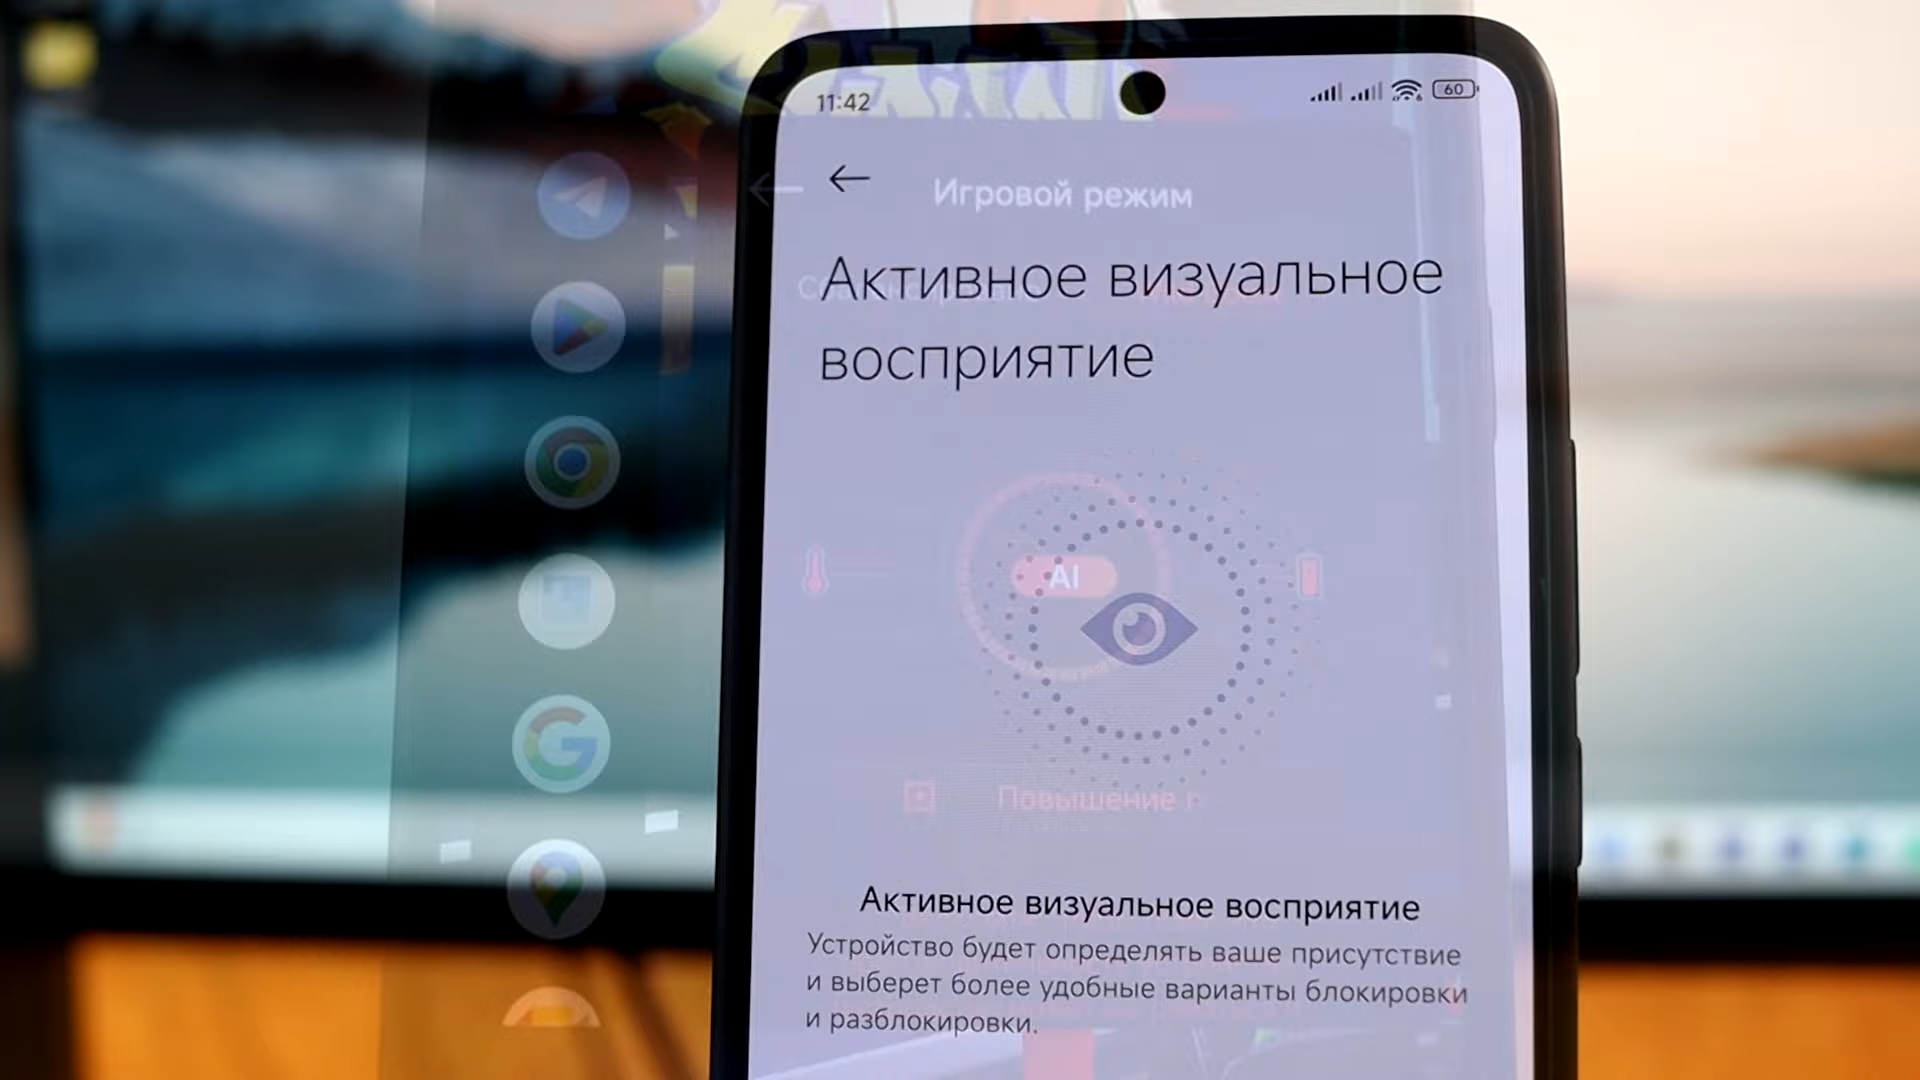 11:42
60
Игровой режим
Активное визуальное
восприятие
AI
Повышение
Активное визуальное восприятие
Устройство будет определять ваше присутствие
и выберет более удобные варианты блокировки
и разблокировки.